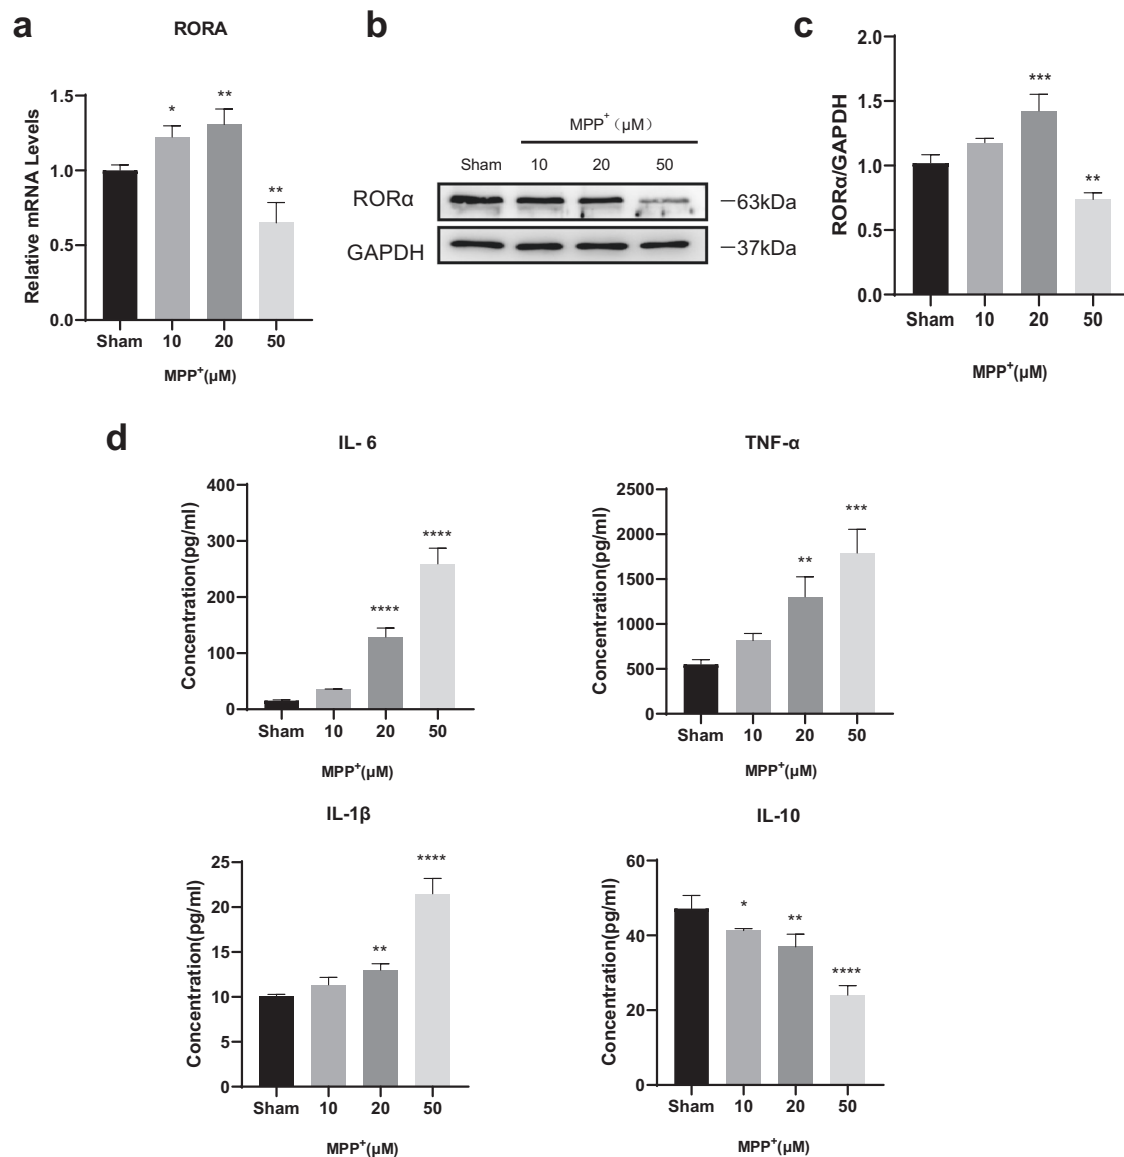 a
RORA
Relative mRNA Levels
1.5
1.0
0.5
0.0
*
**
**
Sham 10 20 50
MPP⁺(μM)
b
MPP⁺（μM）
Sham 10 20 50
RORα
63kDa
GAPDH
37kDa
c
RORα/GAPDH
2.0
1.5
1.0
0.5
0.0
***
**
Sham 10 20 50
MPP⁺(μM)
d
IL- 6
Concentration(pg/ml)
400
300
200
100
0
****
****
Sham 10 20 50
MPP⁺(μM)
TNF-α
Concentration(pg/ml)
2500
2000
1500
1000
500
0
**
***
Sham 10 20 50
MPP⁺(μM)
IL-1β
Concentration(pg/ml)
25
20
15
10
5
0
**
****
Sham 10 20 50
MPP⁺(μM)
IL-10
Concentration(pg/ml)
60
40
20
0
*
**
****
Sham 10 20 50
MPP⁺(μM)